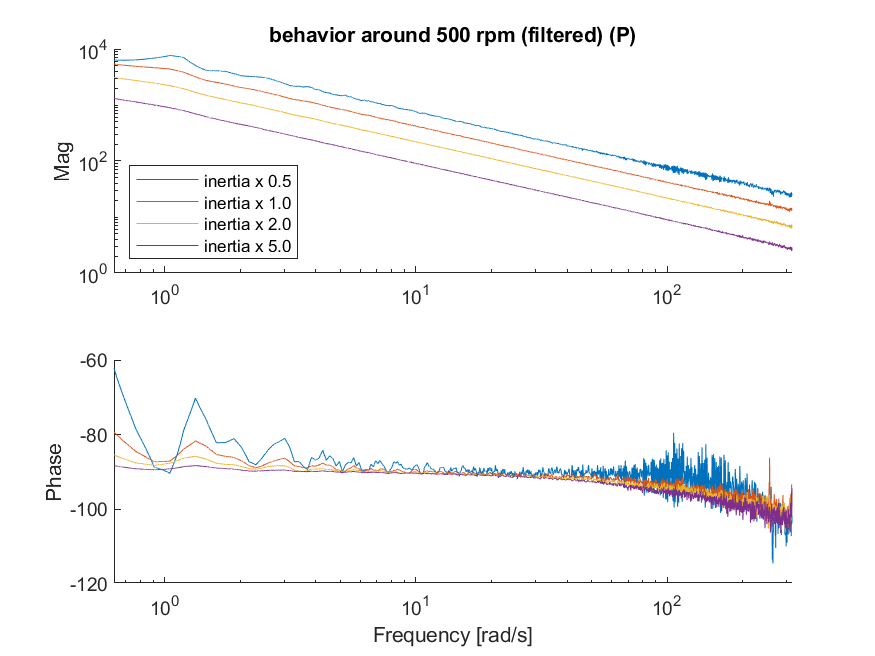 behavior around 500 rpm (filtered) (P)
10^4
10^2
10^0
Mag
inertia x 0.5
inertia x 1.0
inertia x 2.0
inertia x 5.0
10^0 10^1 10^2
-60
-80
-100
-120
Phase
10^0 10^1 10^2
Frequency [rad/s]